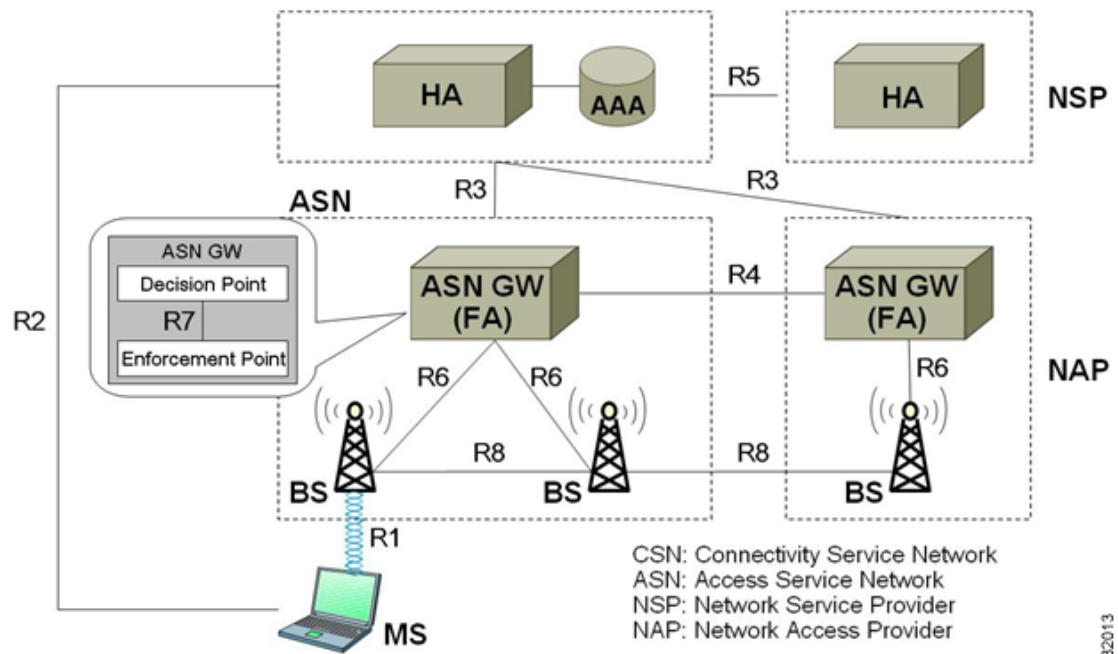 HA
AAA
R5
HA
NSP
R3
R3
ASN
ASN GW
Decision Point
R7
Enforcement Point
R2
ASN GW
(FA)
R4
ASN GW
(FA)
R6
R6
R6
NAP
BS
R8
BS
R8
BS
R1
MS
CSN: Connectivity Service Network
ASN: Access Service Network
NSP: Network Service Provider
NAP: Network Access Provider